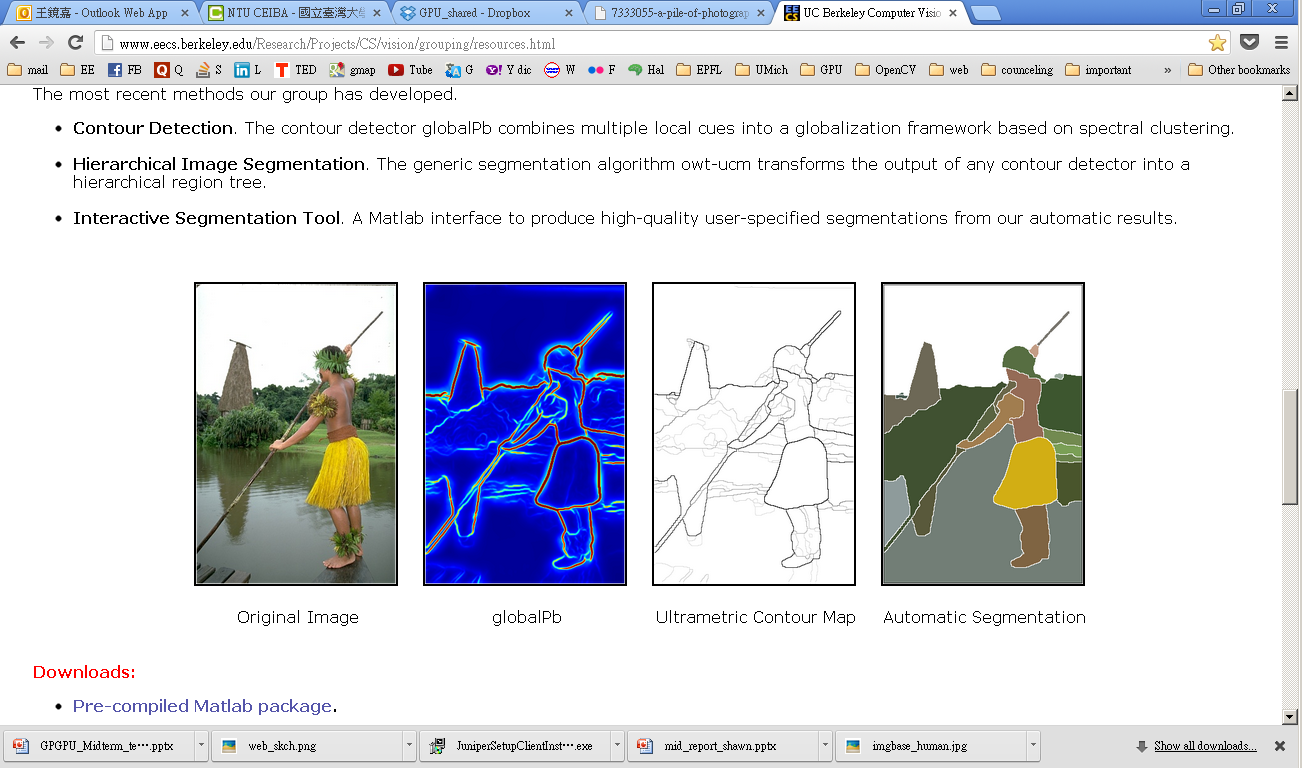 王鏡嘉 - Outlook Web App
NTU CEIBA - 國立臺灣大學
GPU_shared - Dropbox
7333055-a-pile-of-photograp
UC Berkeley Computer Visio
www.eecs.berkeley.edu/Research/Projects/CS/vision/grouping/resources.html
mail EE FB Q S L TED gmap Tube G Y dic W F Hal EPFL UMich GPU OpenCV web counceling important » Other bookmarks
The most recent methods our group has developed.
• Contour Detection. The contour detector globalPb combines multiple local cues into a globalization framework based on spectral clustering.
• Hierarchical Image Segmentation. The generic segmentation algorithm owt-ucm transforms the output of any contour detector into a
hierarchical region tree.
• Interactive Segmentation Tool. A Matlab interface to produce high-quality user-specified segmentations from our automatic results.
Original Image
globalPb
Ultrametric Contour Map
Automatic Segmentation
Downloads:
• Pre-compiled Matlab package.
GPGPU_Midterm_te⋯.pptx
web_skch.png
JuniperSetupClientInst⋯.exe
mid_report_shawn.pptx
imgbase_human.jpg
Show all downloads...